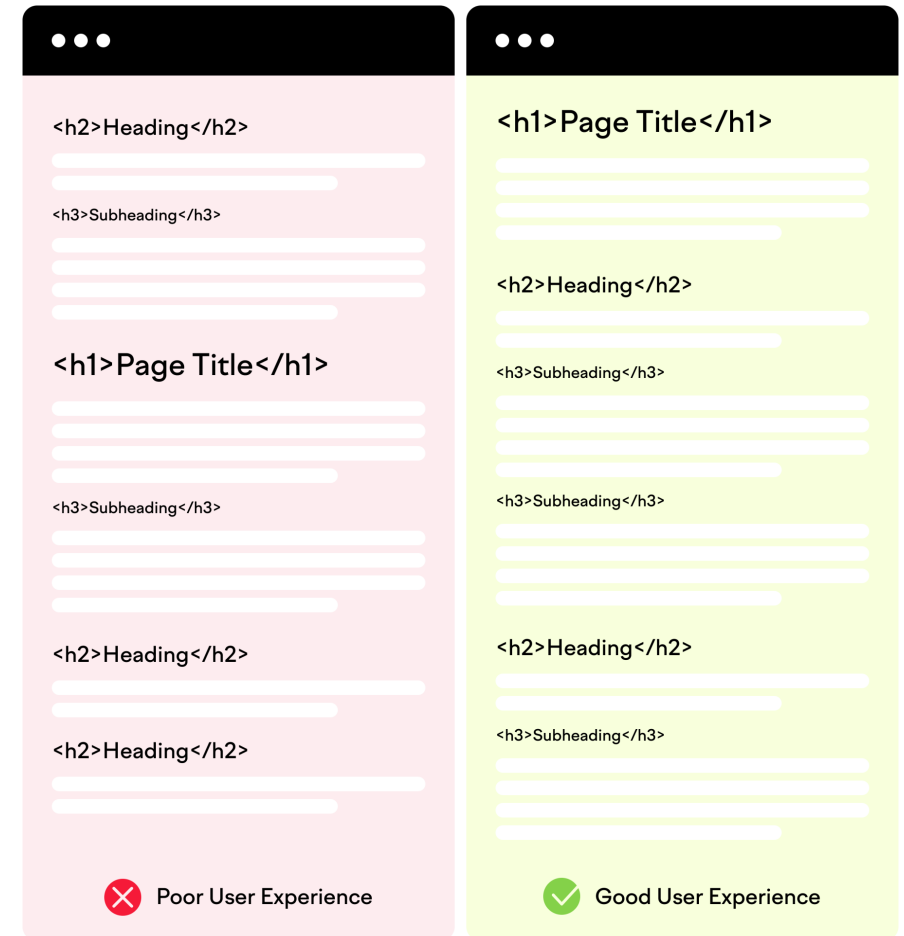 <h2>Heading</h2>
<h3>Subheading</h3>
<h1>Page Title</h1>
<h3>Subheading</h3>
<h2>Heading</h2>
<h2>Heading</h2>
Poor User Experience
<h1>Page Title</h1>
<h2>Heading</h2>
<h3>Subheading</h3>
<h3>Subheading</h3>
<h2>Heading</h2>
<h3>Subheading</h3>
Good User Experience